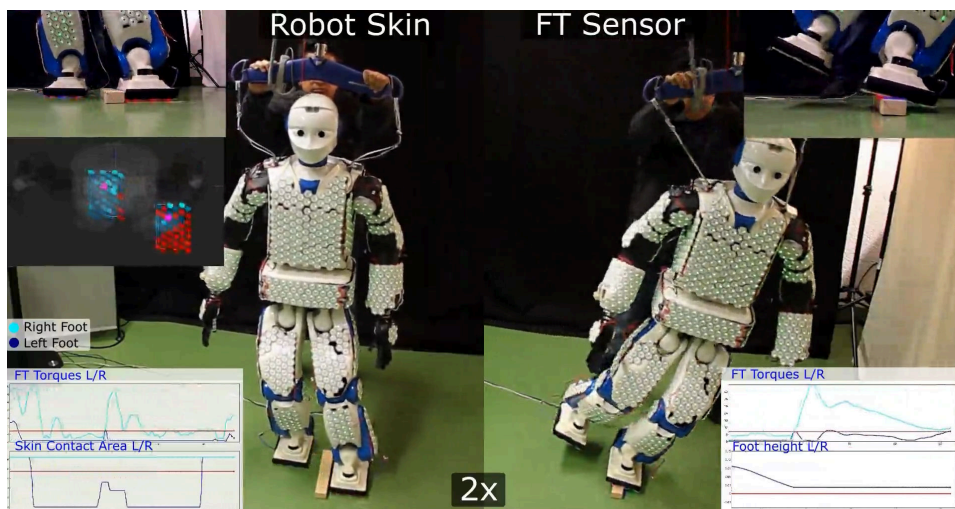 Robot Skin
FT Sensor
Right Foot
Left Foot
FT Torques L/R
Skin Contact Area L/R
2x
FT Torques L/R
Foot height L/R